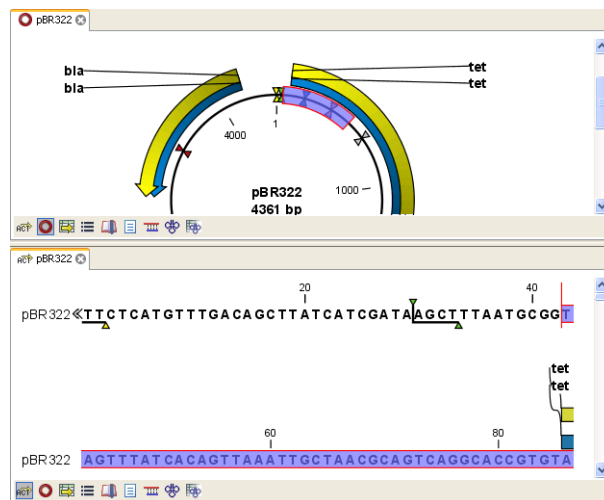 pBR322
bla
bla
tet
tet
4000
1
1000
pBR322
4361 bp
ACT pBR322
20 40
pBR322 TTCTCATGTTTGACAGCTTATCATCGATAAGCTTTAATGCGGT
tet
tet
60 80
pBR322 AGTTTATCACAGTTAAATTGCTAACGCAGTCAGGCACCGTGTA